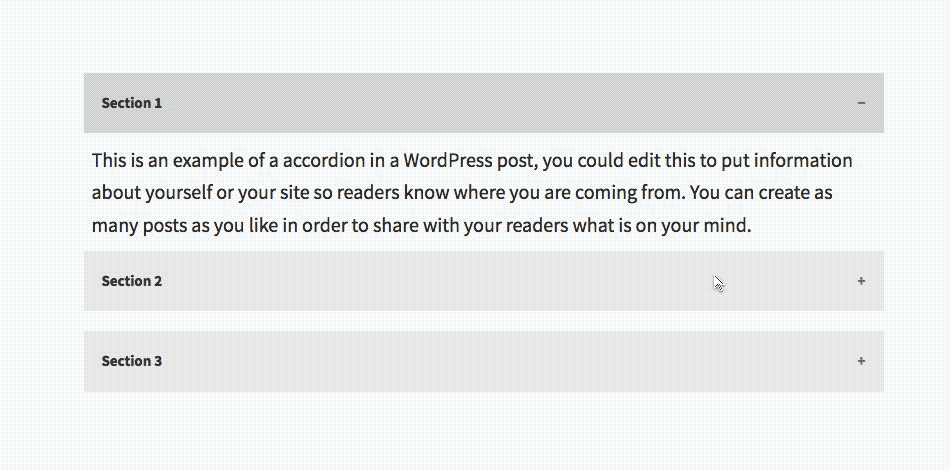 Section 1 −
This is an example of a accordion in a WordPress post, you could edit this to put information
about yourself or your site so readers know where you are coming from. You can create as
many posts as you like in order to share with your readers what is on your mind.
Section 2 +
Section 3 +